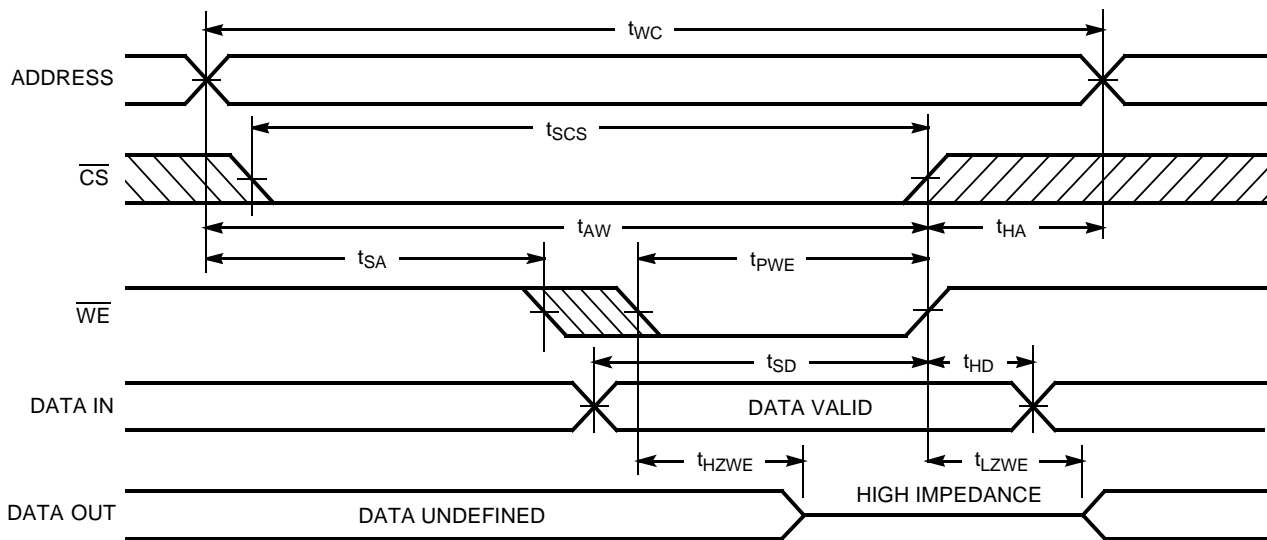 tWC
ADDRESS
tSCS
CS
tAW
tHA
tSA
tPWE
WE
tSD
tHD
DATA IN
DATA VALID
tHZWE
tLZWE
HIGH IMPEDANCE
DATA OUT
DATA UNDEFINED